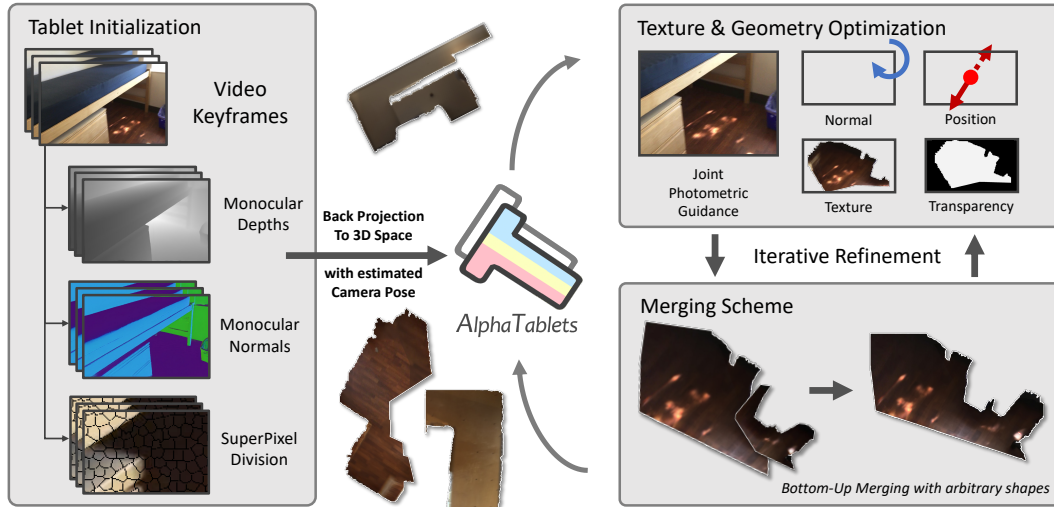 Tablet Initialization
Video
Keyframes
Monocular
Depths
Monocular
Normals
SuperPixel
Division
Back Projection
To 3D Space
with estimated
Camera Pose
AlphaTablets
Texture & Geometry Optimization
Joint
Photometric
Guidance
Normal
Position
Texture
Transparency
Iterative Refinement
Merging Scheme
Bottom-Up Merging with arbitrary shapes